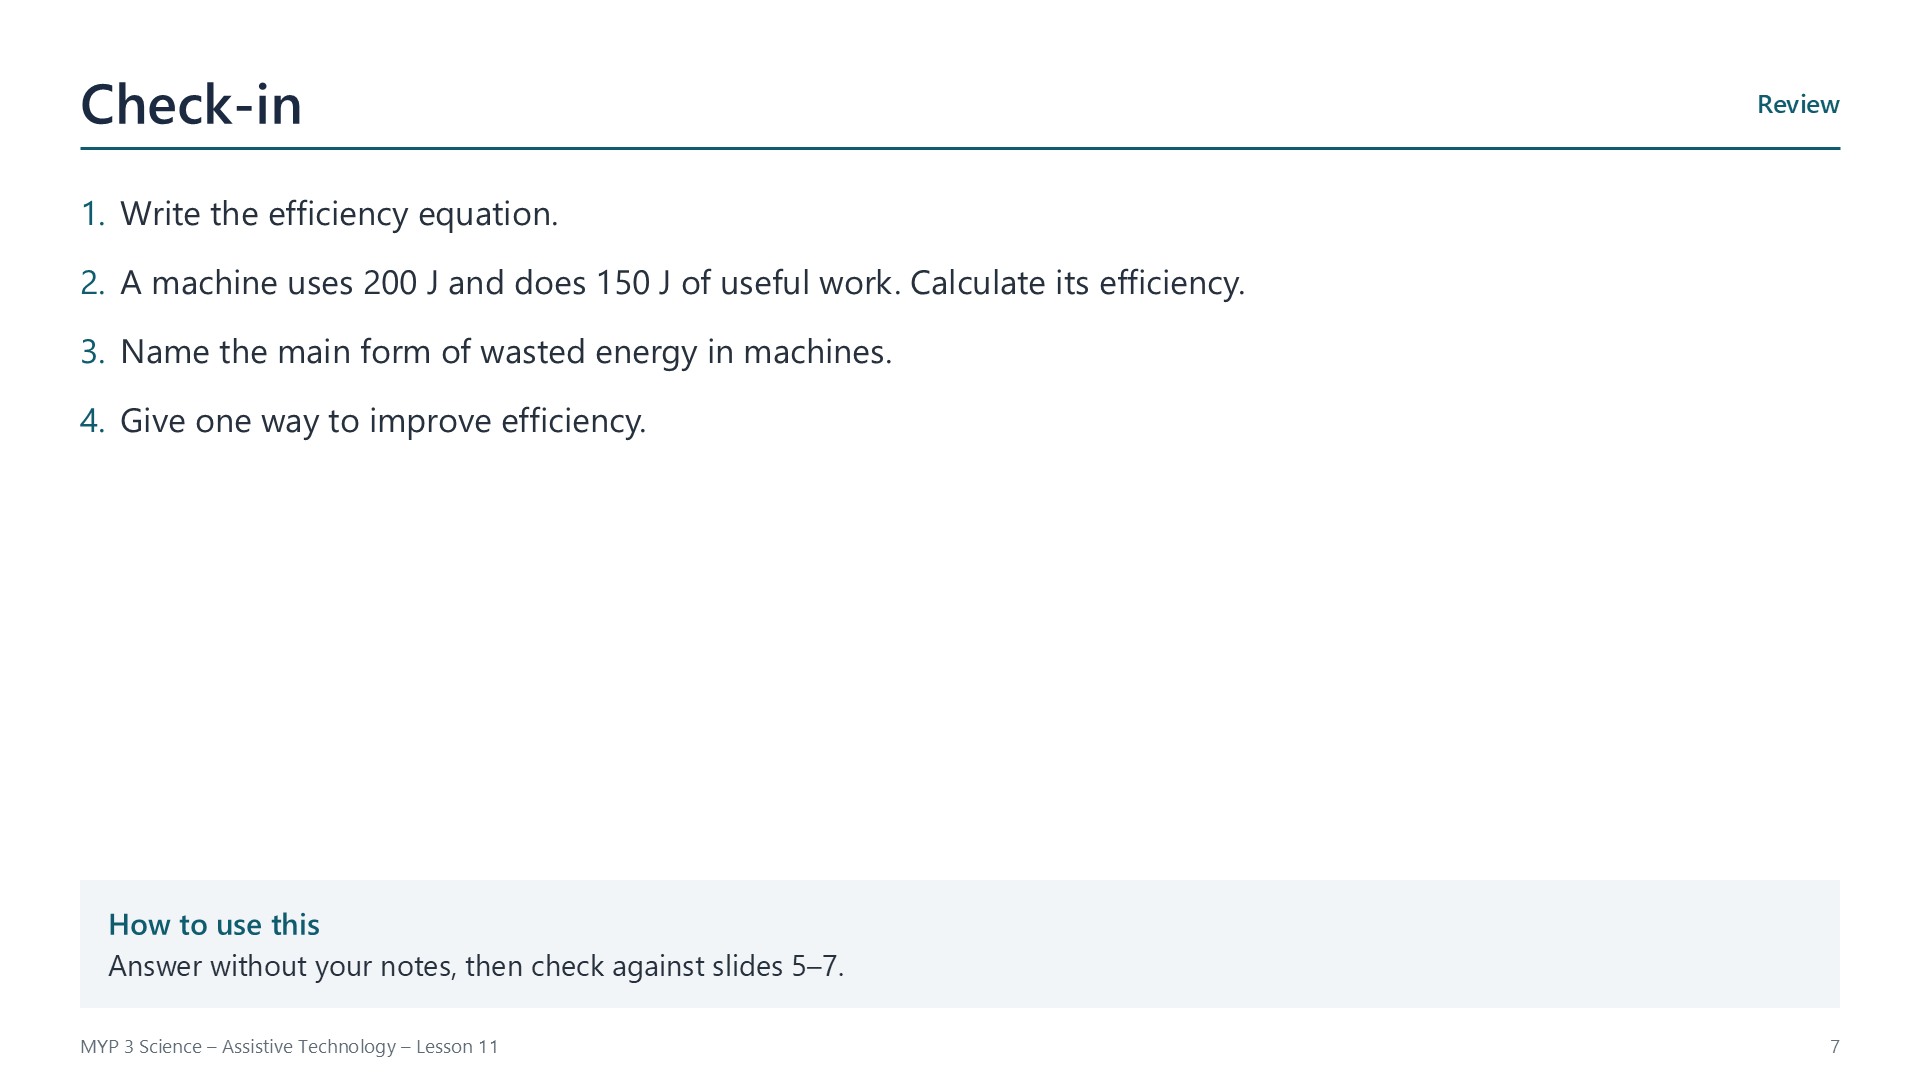 Check-in
Review
1. Write the efficiency equation.
2. A machine uses 200 J and does 150 J of useful work. Calculate its efficiency.
3. Name the main form of wasted energy in machines.
4. Give one way to improve efficiency.
How to use this
Answer without your notes, then check against slides 5–7.
MYP 3 Science – Assistive Technology – Lesson 11
7